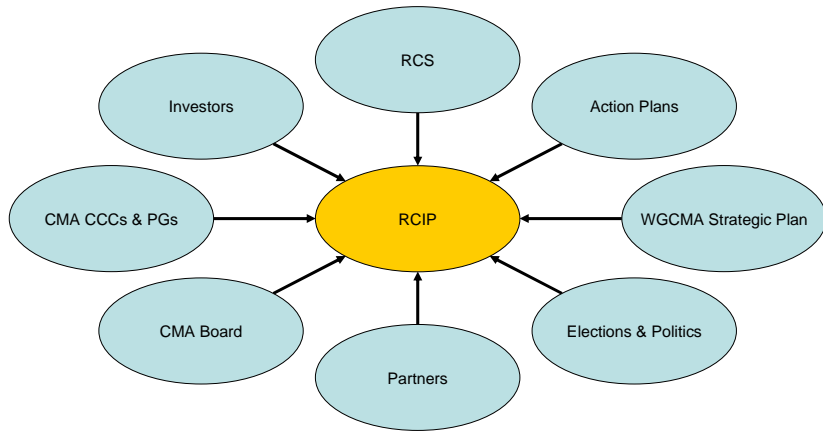 RCS
Investors
Action Plans
CMA CCCs & PGs
RCIP
WGCMA Strategic Plan
CMA Board
Elections & Politics
Partners